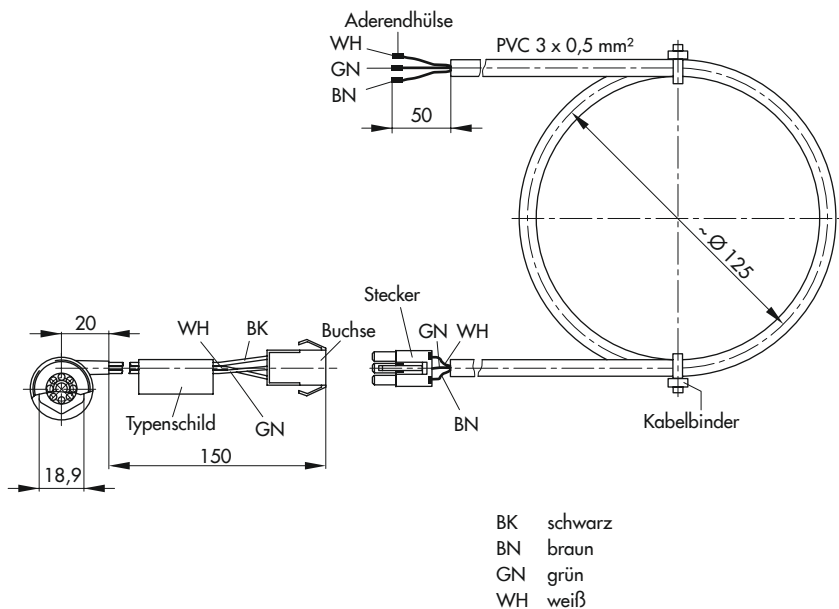 Aderendhülse
WH
GN
BN
PVC 3 x 0,5 mm²
50
~ Ø 125
Stecker
GN WH
BN
Kabelbinder
20
WH
BK
Buchse
Typenschild
GN
150
18,9
BK schwarz
BN braun
GN grün
WH weiß